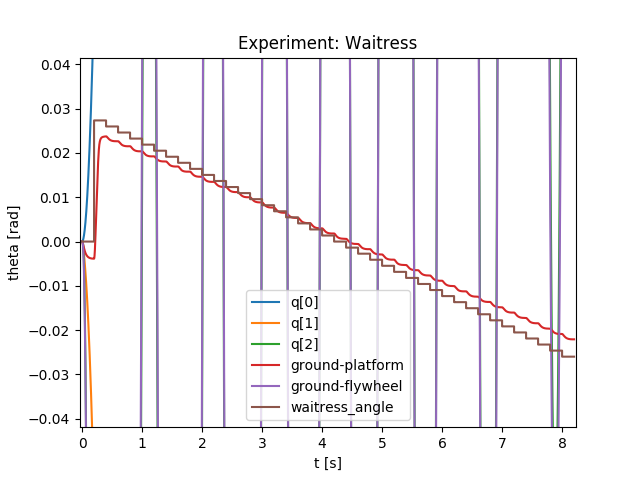 Experiment: Waitress
theta [rad]
0.04
0.03
0.02
0.01
0.00
−0.01
−0.02
−0.03
−0.04
q[0]
q[1]
q[2]
ground-platform
ground-flywheel
waitress_angle
0 1 2 3 4 5 6 7 8
t [s]